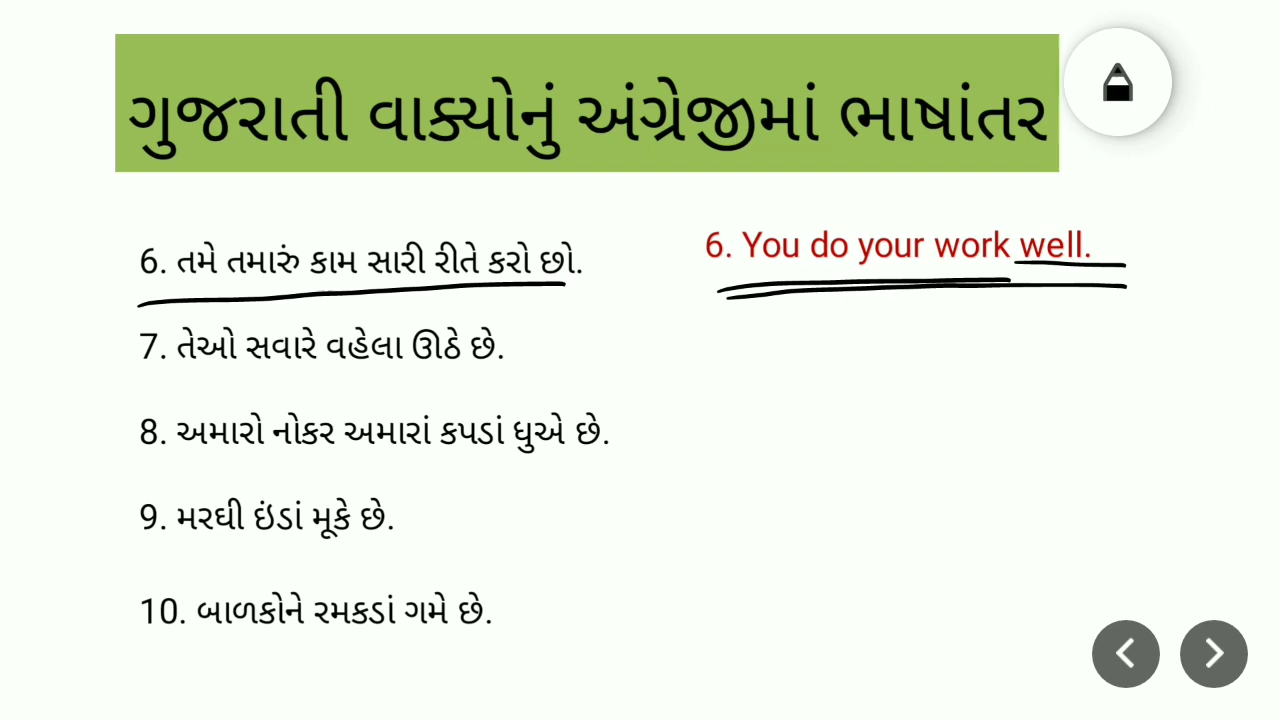 ગુજરાતી વાક્યોનું અંગ્રેજીમાં ભાષાંતર
6. તમે તમારું કામ સારી રીતે કરો છો.
6. You do your work well.
7. તેઓ સવારે વહેલા ઊઠે છે.
8. અમારો નોકર અમારાં કપડાં ધુએ છે.
9. મરઘી ઇંડાં મૂકે છે.
10. બાળકોને રમકડાં ગમે છે.